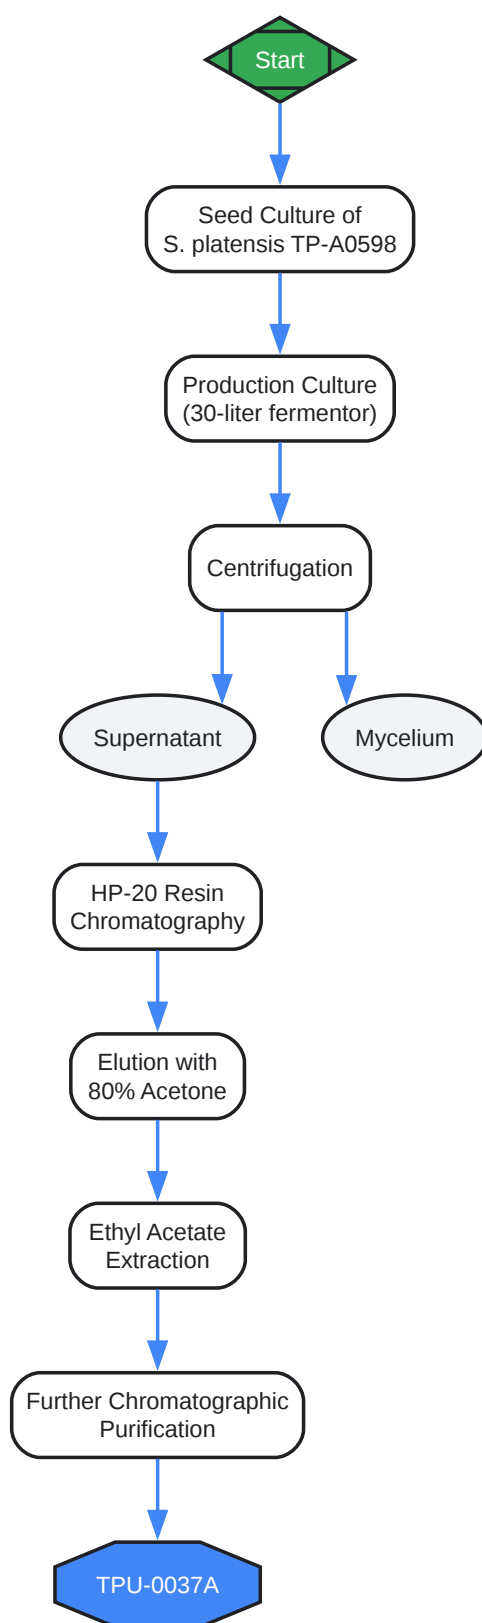 Start
Seed Culture of
S. platensis TP-A0598
Production Culture
(30-liter fermentor)
Centrifugation
Supernatant
Mycelium
HP-20 Resin
Chromatography
Elution with
80% Acetone
Ethyl Acetate
Extraction
Further Chromatographic
Purification
TPU-0037A